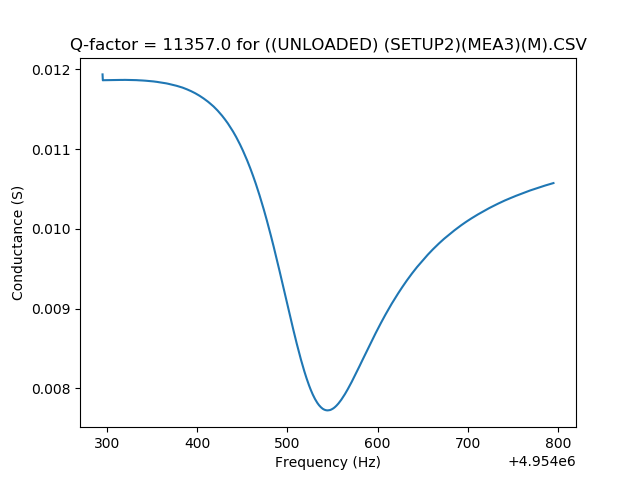 Q-factor = 11357.0 for ((UNLOADED) (SETUP2)(MEA3)(M).CSV
0.012
0.011
0.010
0.009
0.008
Conductance (S)
300 400 500 600 700 800
Frequency (Hz)
+4.954e6